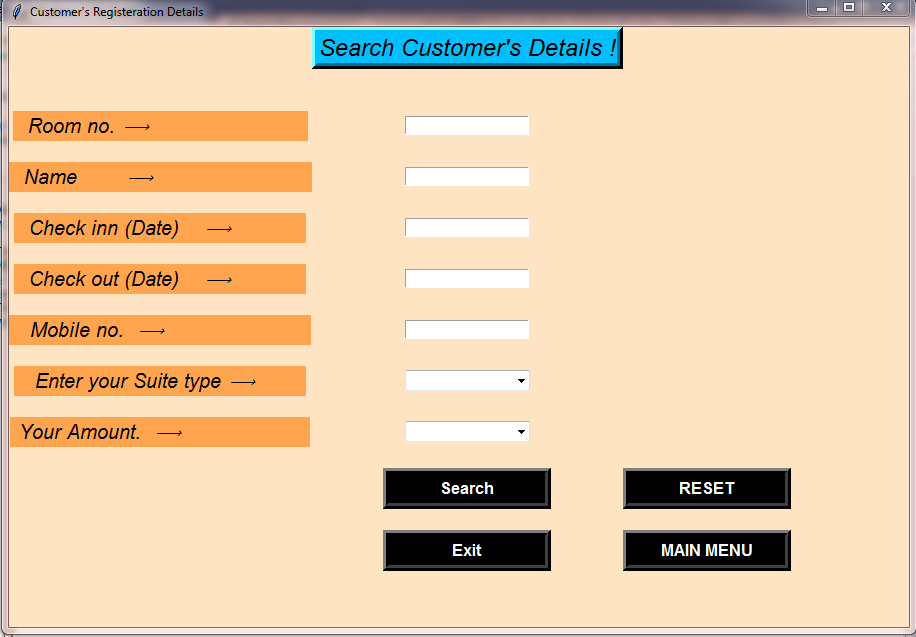 Customer's Registeration Details
Search Customer's Details !
Room no. ⟶
Name ⟶
Check inn (Date) ⟶
Check out (Date) ⟶
Mobile no. ⟶
Enter your Suite type ⟶
Your Amount. ⟶
Search RESET
Exit MAIN MENU